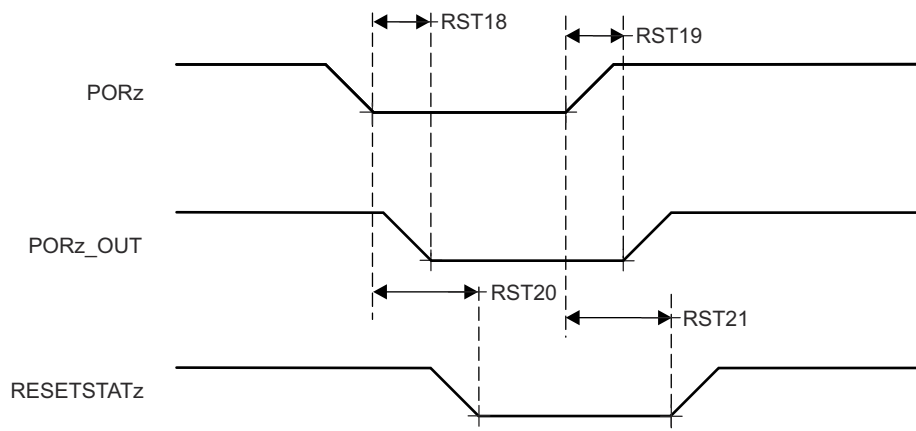 RST18
RST19
PORz
PORz_OUT
RST20
RST21
RESETSTATz